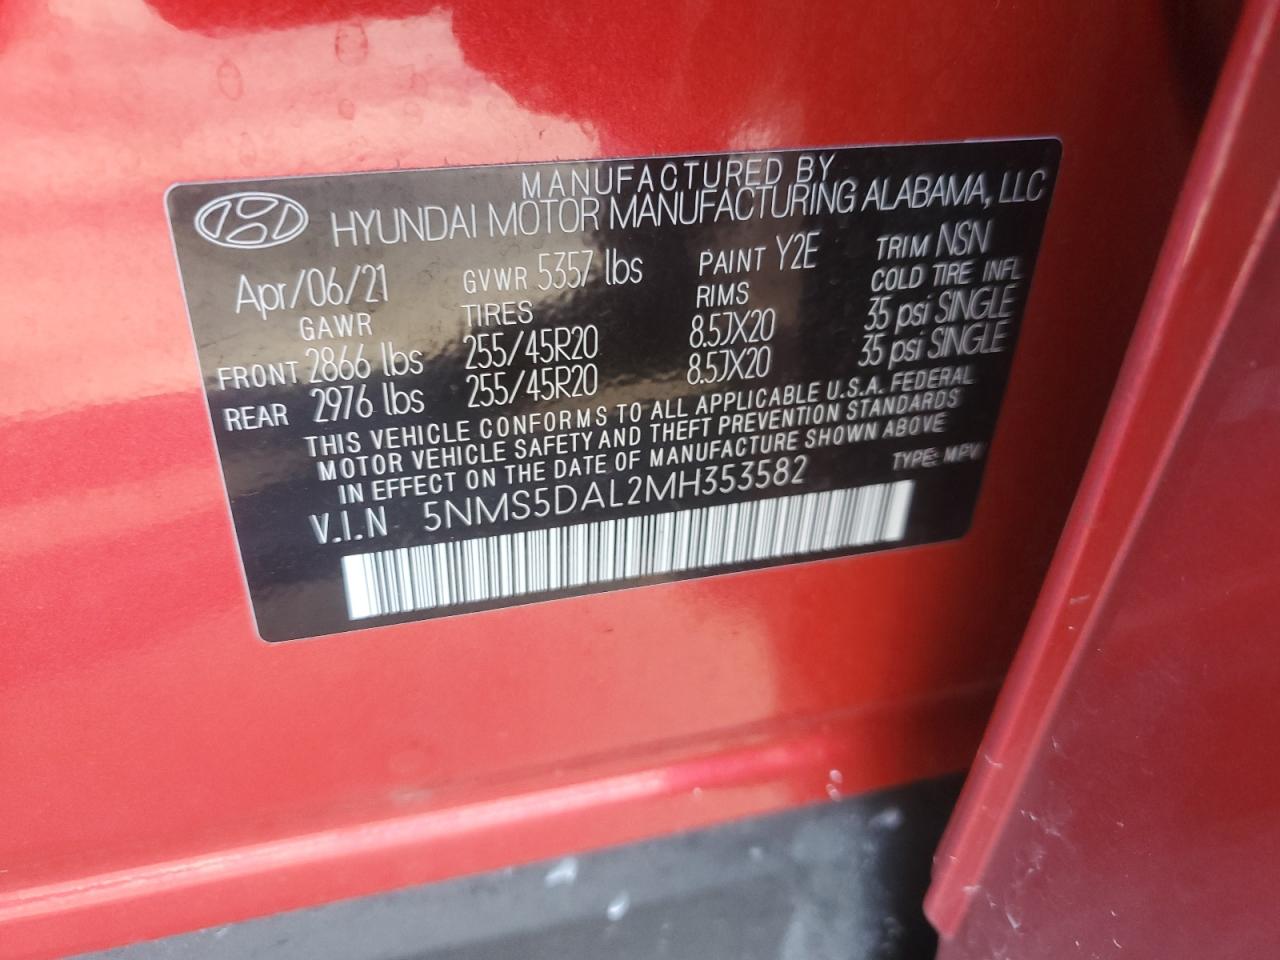 MANUFACTURED BY
HYUNDAI MOTOR MANUFACTURING ALABAMA, LLC
Apr/06/21 GVWR 5357 lbs PAINT Y2E TRIM NSN
GAWR TIRES RIMS COLD TIRE INFL
FRONT 2866 lbs 255/45R20 8.5JX20 35 psi SINGLE
REAR 2976 lbs 255/45R20 8.5JX20 35 psi SINGLE
THIS VEHICLE CONFORMS TO ALL APPLICABLE U.S.A. FEDERAL
MOTOR VEHICLE SAFETY AND THEFT PREVENTION STANDARDS
IN EFFECT ON THE DATE OF MANUFACTURE SHOWN ABOVE
V.I.N 5NMS5DAL2MH353582 TYPE: MPV